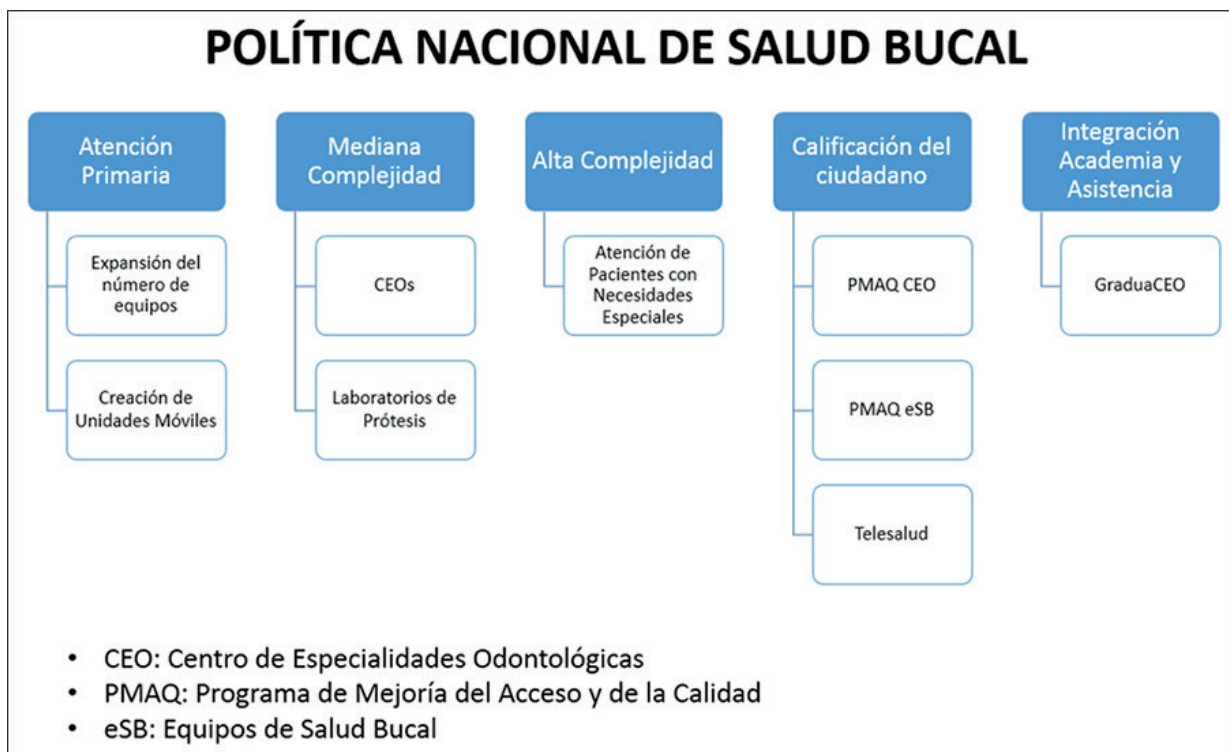 POLÍTICA NACIONAL DE SALUD BUCAL
Atención
Primaria
Expansión del
número de
equipos
Creación de
Unidades Móviles
Mediana
Complejidad
CEOs
Laboratorios de
Prótesis
Alta Complejidad
Atención de
Pacientes con
Necesidades
Especiales
Calificación del
ciudadano
PMAQ CEO
PMAQ eSB
Telesalud
Integración
Academia y
Asistencia
GraduaCEO
• CEO: Centro de Especialidades Odontológicas
• PMAQ: Programa de Mejoría del Acceso y de la Calidad
• eSB: Equipos de Salud Bucal